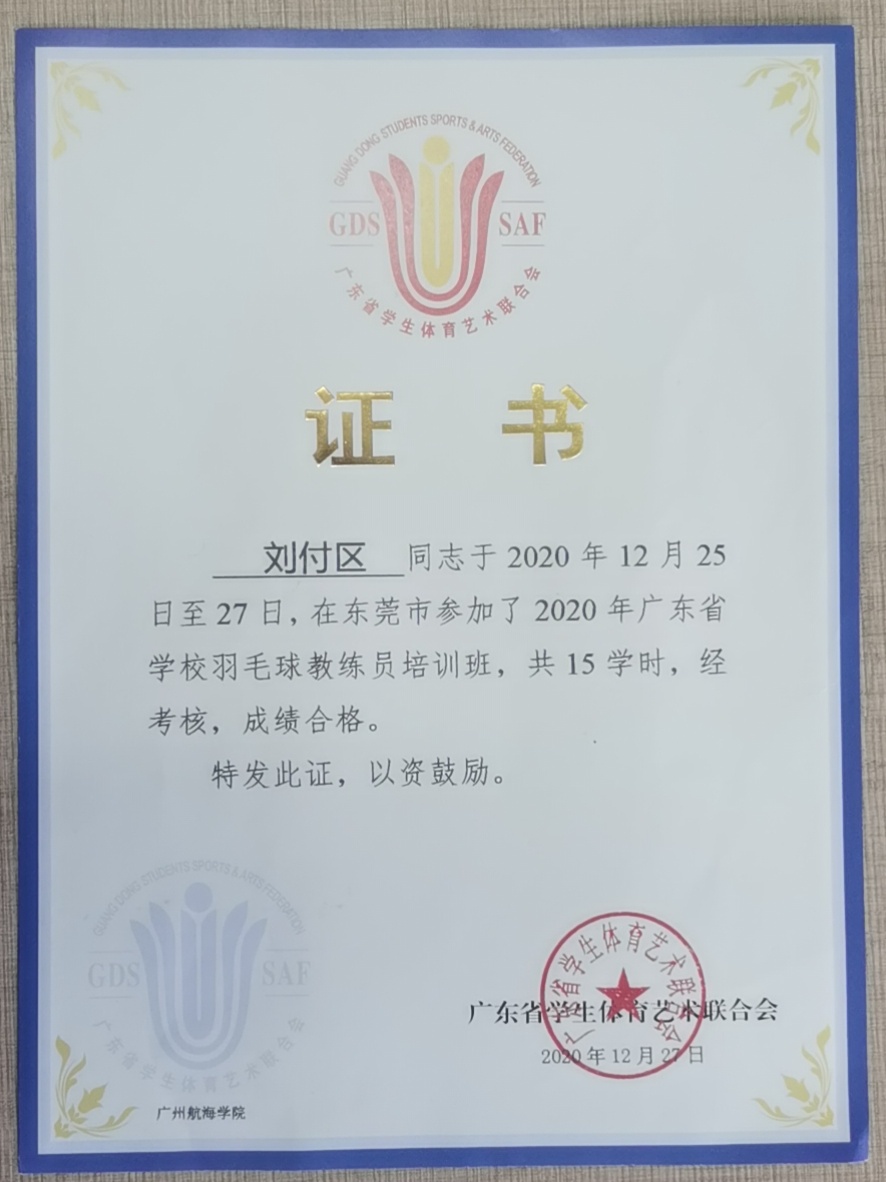 GUANG DONG STUDENTS SPORTS & ARTS FEDERATION
GDS SAF
广东省学生体育艺术联合会
证 书
刘付区 同志于 2020 年 12 月 25
日至 27 日，在东莞市参加了 2020 年广东省
学校羽毛球教练员培训班，共 15 学时，经
考核，成绩合格。
特发此证，以资鼓励。
GUANG DONG STUDENTS SPORTS & ARTS FEDERATION
GDS SAF
广东省学生体育艺术联合会
广东省学生体育艺术联合会
广东省学生体育艺术联合会
2020 年 12 月 27 日
广州航海学院